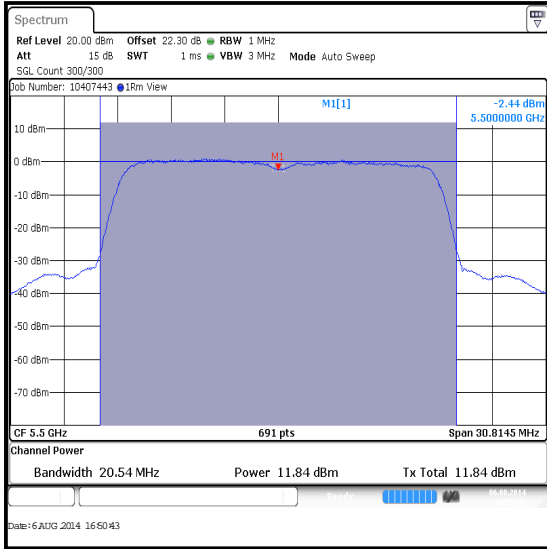 Spectrum
Ref Level 20.00 dBm Offset 22.30 dB RBW 1 MHz
Att 15 dB SWT 1 ms VBW 3 MHz Mode Auto Sweep
SGL Count 300/300
Job Number: 10407443 1Rm View
M1[1] -2.44 dBm
5.5000000 GHz
10 dBm
0 dBm
M1
-10 dBm
-20 dBm
-30 dBm
-40 dBm
-50 dBm
-60 dBm
-70 dBm
CF 5.5 GHz 691 pts Span 30.8145 MHz
Channel Power
Bandwidth 20.54 MHz Power 11.84 dBm Tx Total 11.84 dBm
Ready 06.08.2014
Date: 6.AUG.2014 16:50:43